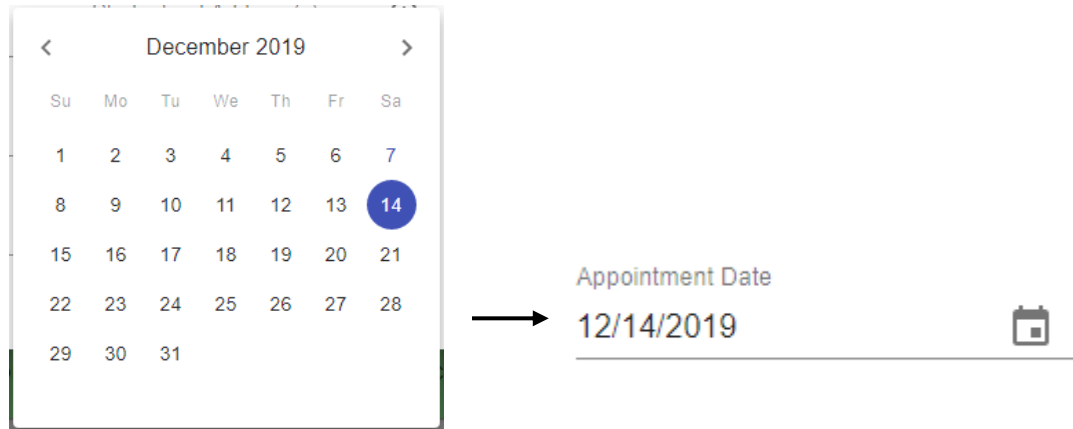 December 2019
Su Mo Tu We Th Fr Sa
1 2 3 4 5 6 7
8 9 10 11 12 13 14
15 16 17 18 19 20 21
22 23 24 25 26 27 28
29 30 31
Appointment Date
12/14/2019